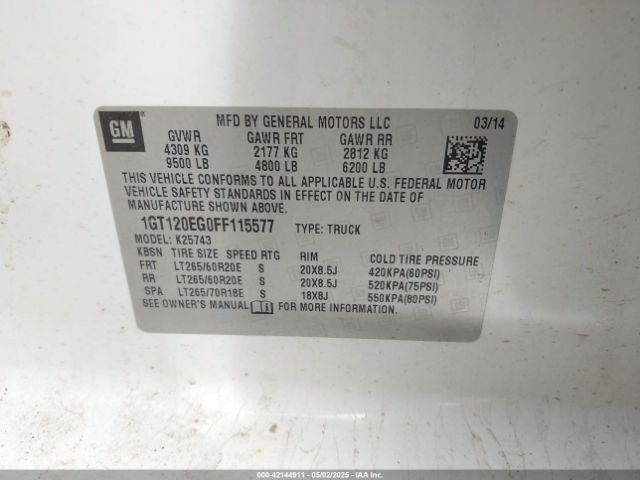 GM ®
MFD BY GENERAL MOTORS LLC 03/14
GVWR GAWR FRT GAWR RR
4309 KG 2177 KG 2812 KG
9500 LB 4800 LB 6200 LB
THIS VEHICLE CONFORMS TO ALL APPLICABLE U.S. FEDERAL MOTOR
VEHICLE SAFETY STANDARDS IN EFFECT ON THE DATE OF
MANUFACTURE SHOWN ABOVE.
1GT120EG0FF115577 TYPE: TRUCK
MODEL: K25743
KBSN TIRE SIZE SPEED RTG RIM COLD TIRE PRESSURE
FRT LT265/60R20E S 20X8.5J 420KPA(60PSI)
RR LT265/60R20E S 20X8.5J 520KPA(75PSI)
SPA LT265/70R18E S 18X8J 550KPA(80PSI)
SEE OWNER'S MANUAL FOR MORE INFORMATION
000-42144911 - 05/02/2025 - IAAI.COM